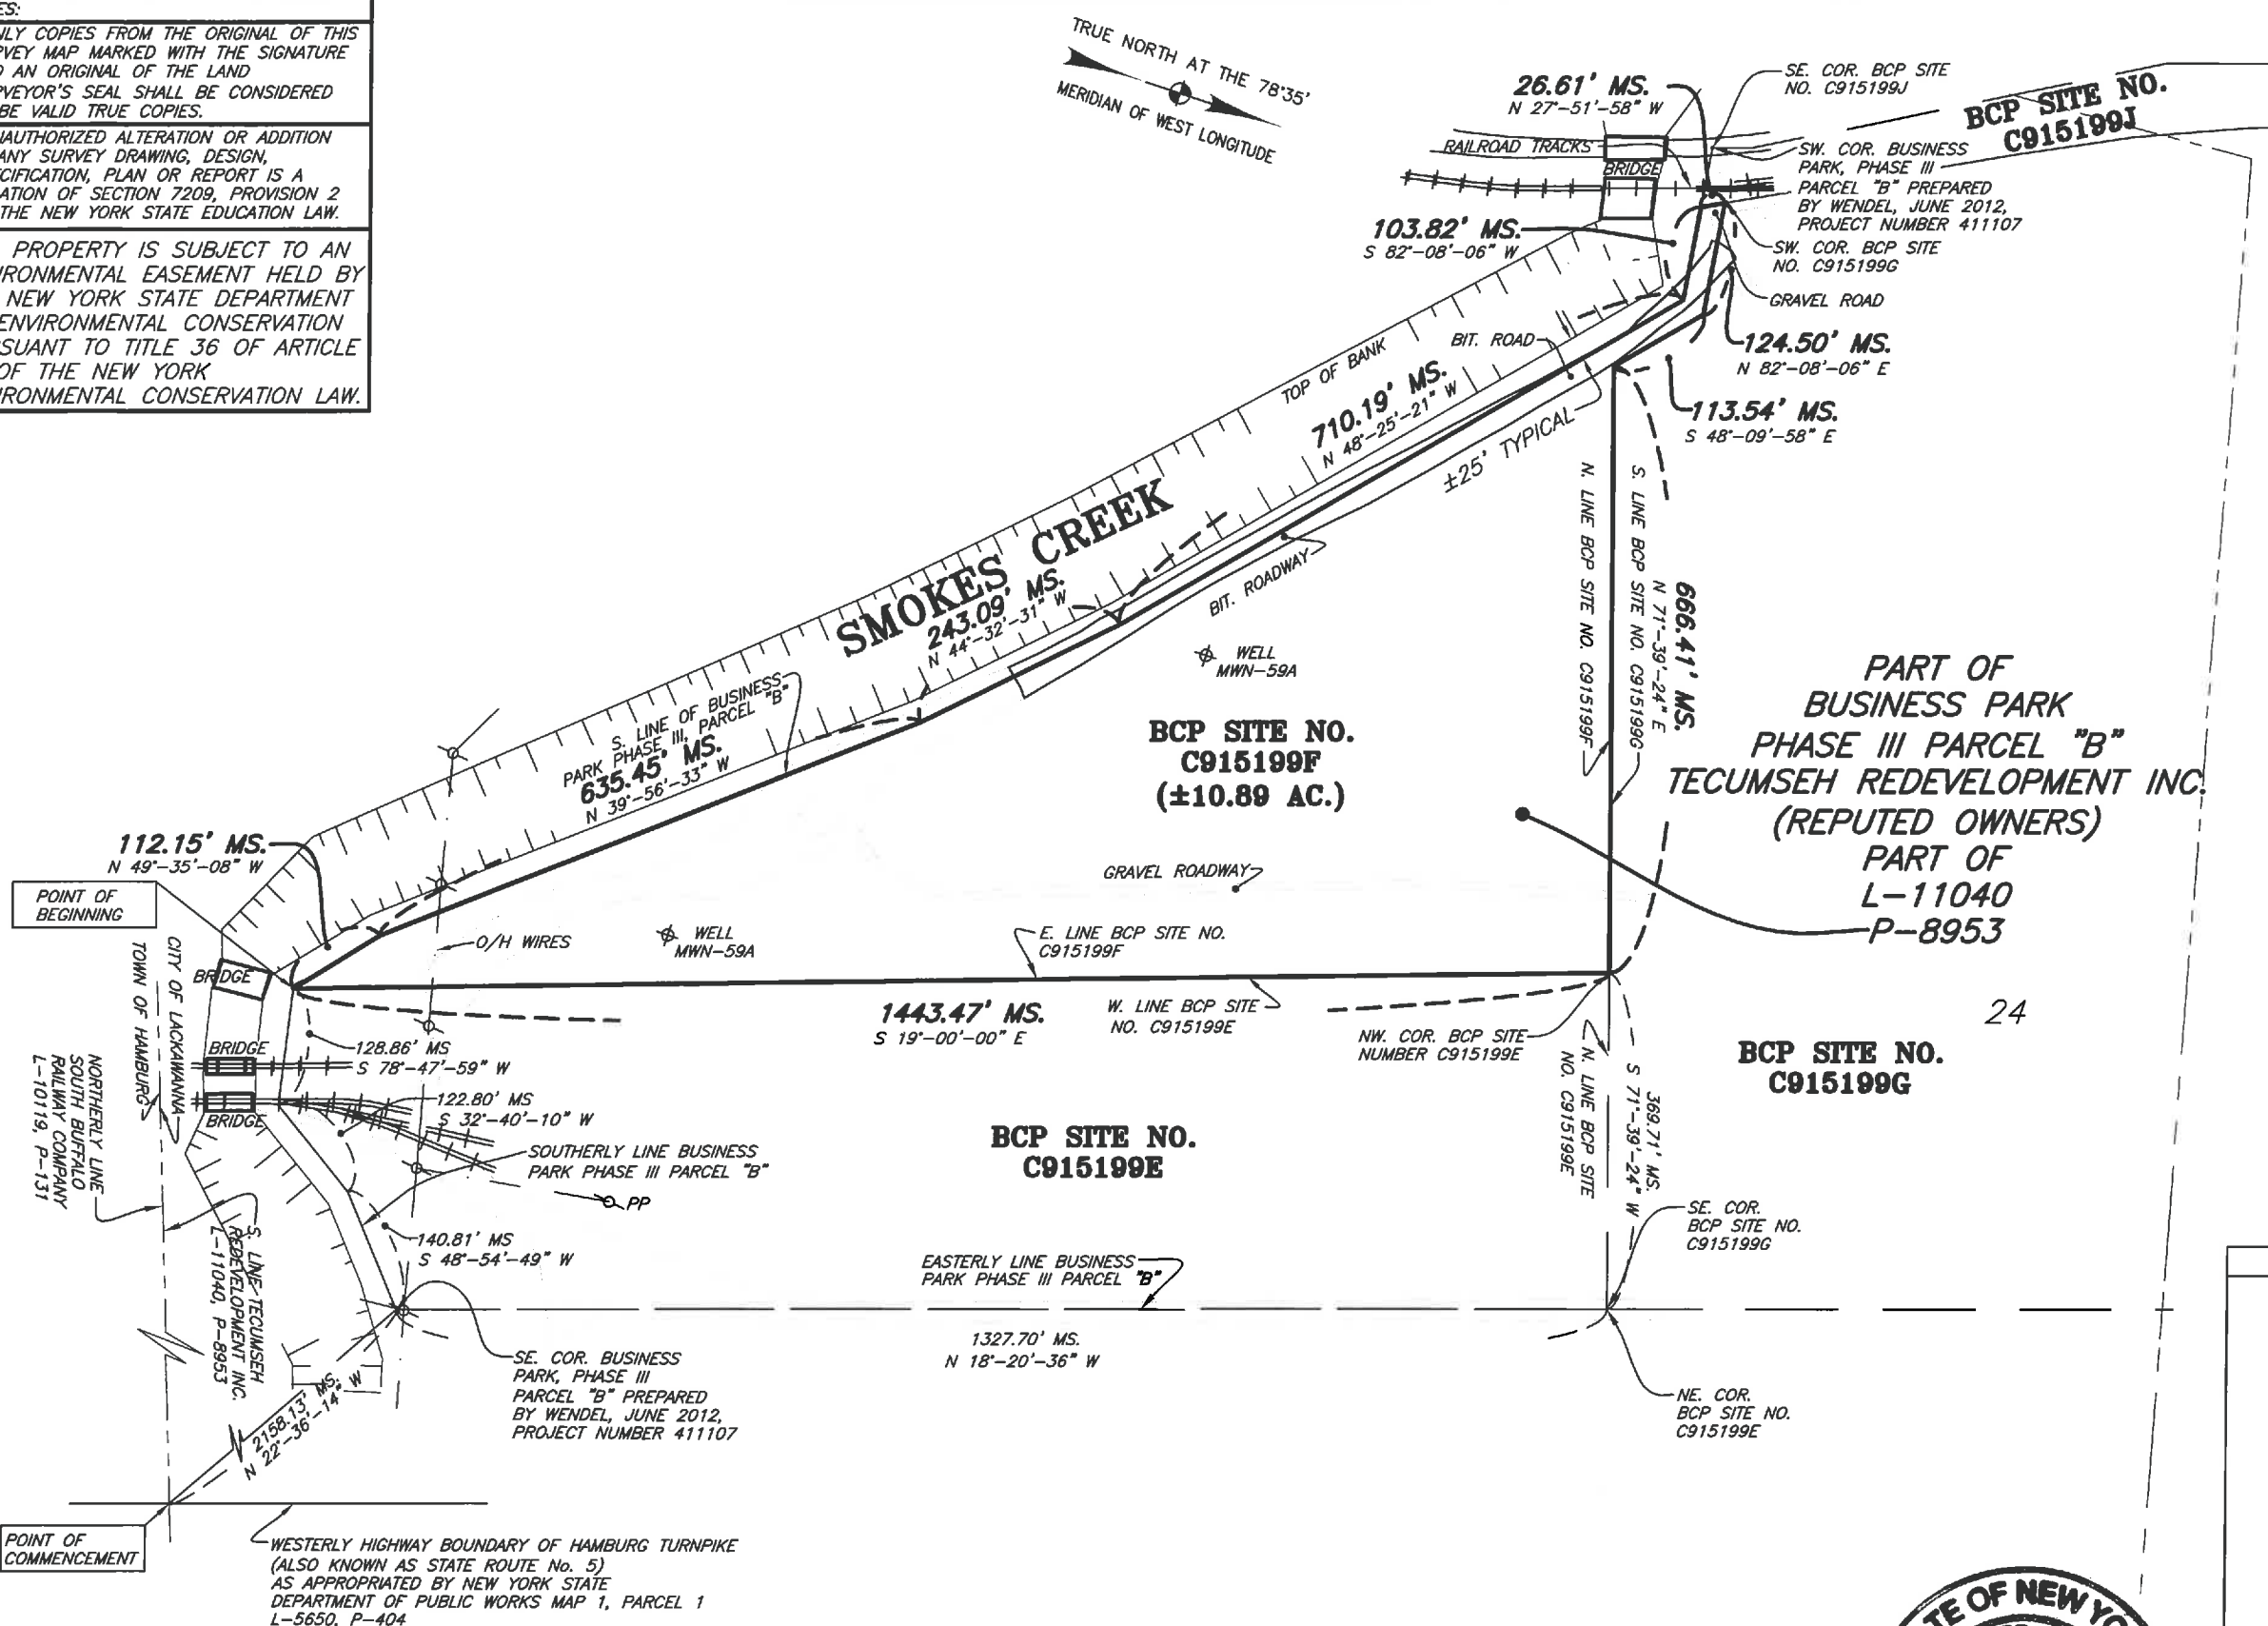 ES:
NLY COPIES FROM THE ORIGINAL OF THIS
RVEY MAP MARKED WITH THE SIGNATURE
D AN ORIGINAL OF THE LAND
RVEYOR'S SEAL SHALL BE CONSIDERED
BE VALID TRUE COPIES.
NAUTHORIZED ALTERATION OR ADDITION
ANY SURVEY DRAWING, DESIGN,
CIFICATION, PLAN OR REPORT IS A
ATION OF SECTION 7209, PROVISION 2
THE NEW YORK STATE EDUCATION LAW.
PROPERTY IS SUBJECT TO AN
IRONMENTAL EASEMENT HELD BY
NEW YORK STATE DEPARTMENT
ENVIRONMENTAL CONSERVATION
SUANT TO TITLE 36 OF ARTICLE
OF THE NEW YORK
IRONMENTAL CONSERVATION LAW.
TRUE NORTH AT THE 78°35'
MERIDIAN OF WEST LONGITUDE
26.61' MS.
N 27°-51'-58" W
SE. COR. BCP SITE
NO. C915199J
BCP SITE NO.
C915199J
RAILROAD TRACKS
BRIDGE
SW. COR. BUSINESS
PARK, PHASE III
PARCEL "B" PREPARED
BY WENDEL, JUNE 2012,
PROJECT NUMBER 411107
103.82' MS.
S 82°-08'-06" W
SW. COR. BCP SITE
NO. C915199G
GRAVEL ROAD
124.50' MS.
N 82°-08'-06" E
113.54' MS.
S 48°-09'-58" E
BIT. ROAD
TOP OF BANK
710.19' MS.
N 48°-25'-21" W
±25' TYPICAL
N. LINE BCP SITE NO. C915199F
S. LINE BCP SITE NO. C915199G
N 71°-39'-24" E
666.41' MS.
SMOKES CREEK
243.09' MS.
N 44°-32'-31" W
BIT. ROADWAY
WELL
MWN-59A
PART OF
BUSINESS PARK
PHASE III PARCEL "B"
TECUMSEH REDEVELOPMENT INC.
(REPUTED OWNERS)
PART OF
L-11040
P-8953
S. LINE OF BUSINESS
PARK PHASE III, PARCEL "B"
635.45' MS.
N 39°-56'-33" W
BCP SITE NO.
C915199F
(±10.89 AC.)
112.15' MS.
N 49°-35'-08" W
GRAVEL ROADWAY
POINT OF
BEGINNING
O/H WIRES
WELL
MWN-59A
E. LINE BCP SITE NO.
C915199F
BRIDGE
CITY OF LACKAWANNA
TOWN OF HAMBURG
1443.47' MS.
S 19°-00'-00" E
W. LINE BCP SITE
NO. C915199E
NW. COR. BCP SITE
NUMBER C915199E
24
BCP SITE NO.
C915199G
N. LINE BCP SITE
NO. C915199E
369.71' MS.
S 71°-39'-24" W
BRIDGE
128.86' MS
S 78°-47'-59" W
NORTHERLY LINE
SOUTH BUFFALO
RAILWAY COMPANY
L-10119, P-131
122.80' MS
S 32°-40'-10" W
BRIDGE
SOUTHERLY LINE BUSINESS
PARK PHASE III PARCEL "B"
BCP SITE NO.
C915199E
PP
140.81' MS
S 48°-54'-49" W
S. LINE TECUMSEH
REDEVELOPMENT INC.
L-11040, P-8953
SE. COR.
BCP SITE NO.
C915199G
EASTERLY LINE BUSINESS
PARK PHASE III PARCEL "B"
1327.70' MS.
N 18°-20'-36" W
SE. COR. BUSINESS
PARK, PHASE III
PARCEL "B" PREPARED
BY WENDEL, JUNE 2012,
PROJECT NUMBER 411107
NE. COR.
BCP SITE NO.
C915199E
2158.13' MS.
N 22°-36'-14" W
POINT OF
COMMENCEMENT
WESTERLY HIGHWAY BOUNDARY OF HAMBURG TURNPIKE
(ALSO KNOWN AS STATE ROUTE No. 5)
AS APPROPRIATED BY NEW YORK STATE
DEPARTMENT OF PUBLIC WORKS MAP 1, PARCEL 1
L-5650, P-404
TE OF NEW YO